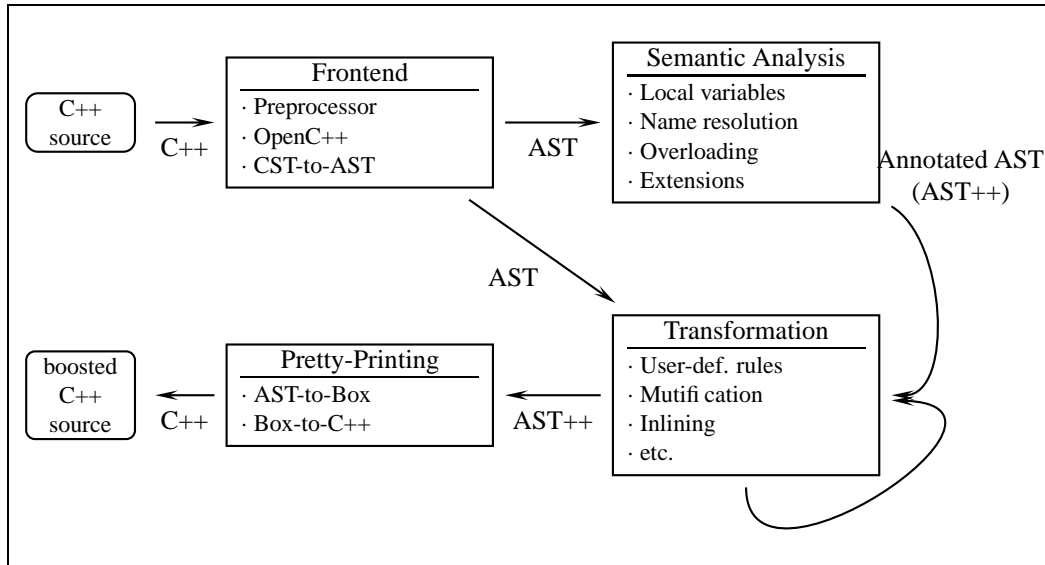 C++
source
C++
Frontend
· Preprocessor
· OpenC++
· CST-to-AST
AST
Semantic Analysis
· Local variables
· Name resolution
· Overloading
· Extensions
Annotated AST
(AST++)
AST
boosted
C++
source
C++
Pretty-Printing
· AST-to-Box
· Box-to-C++
AST++
Transformation
· User-def. rules
· Mutifi cation
· Inlining
· etc.